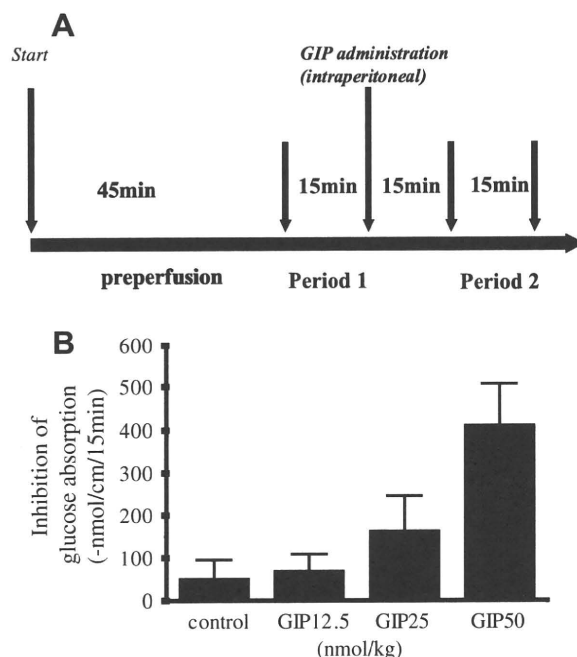 A
Start
GIP administration
(intraperitoneal)
45min
15min
15min
15min
preperfusion
Period 1
Period 2
B
Inhibition of
glucose absorption
(-nmol/cm/15min)
600
500
400
300
200
100
0
control
GIP12.5
GIP25
GIP50
(nmol/kg)